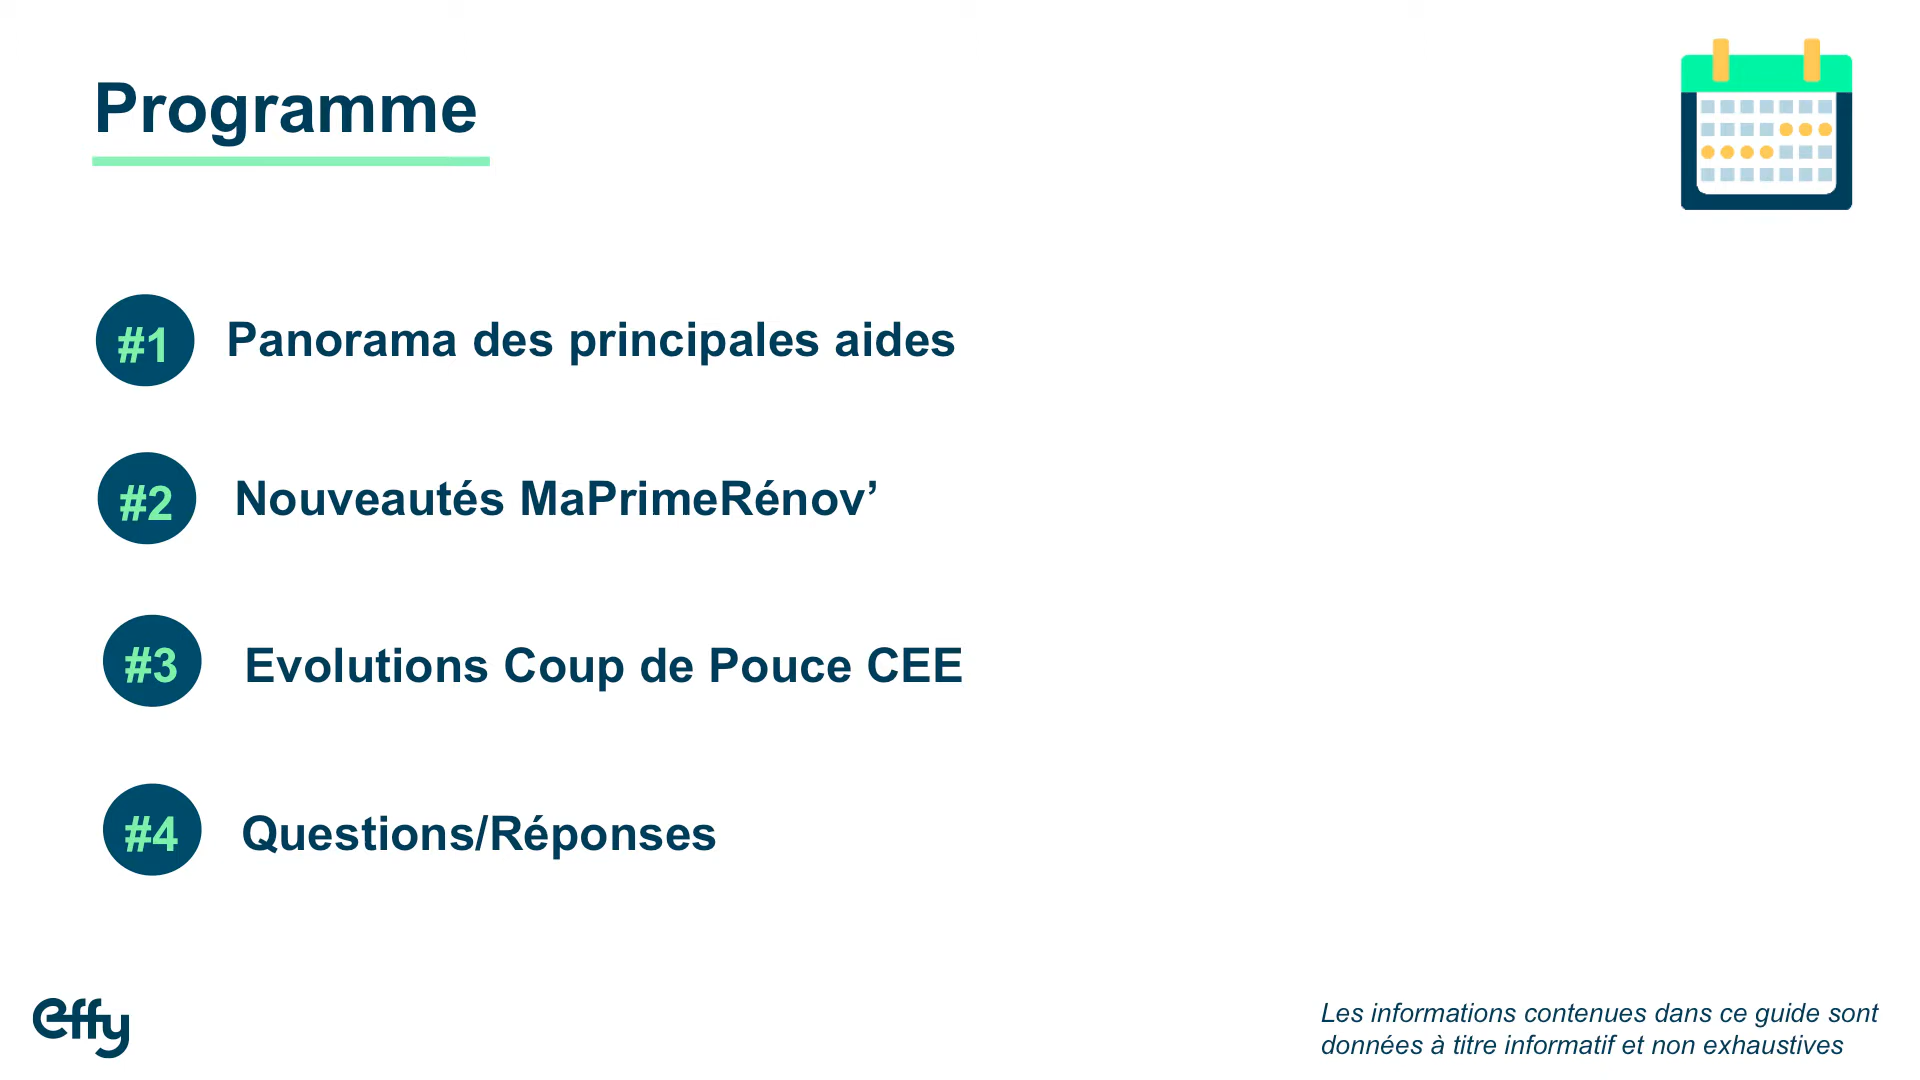 Programme
#1 Panorama des principales aides
#2 Nouveautés MaPrimeRénov’
#3 Evolutions Coup de Pouce CEE
#4 Questions/Réponses
effy
Les informations contenues dans ce guide sont
données à titre informatif et non exhaustives